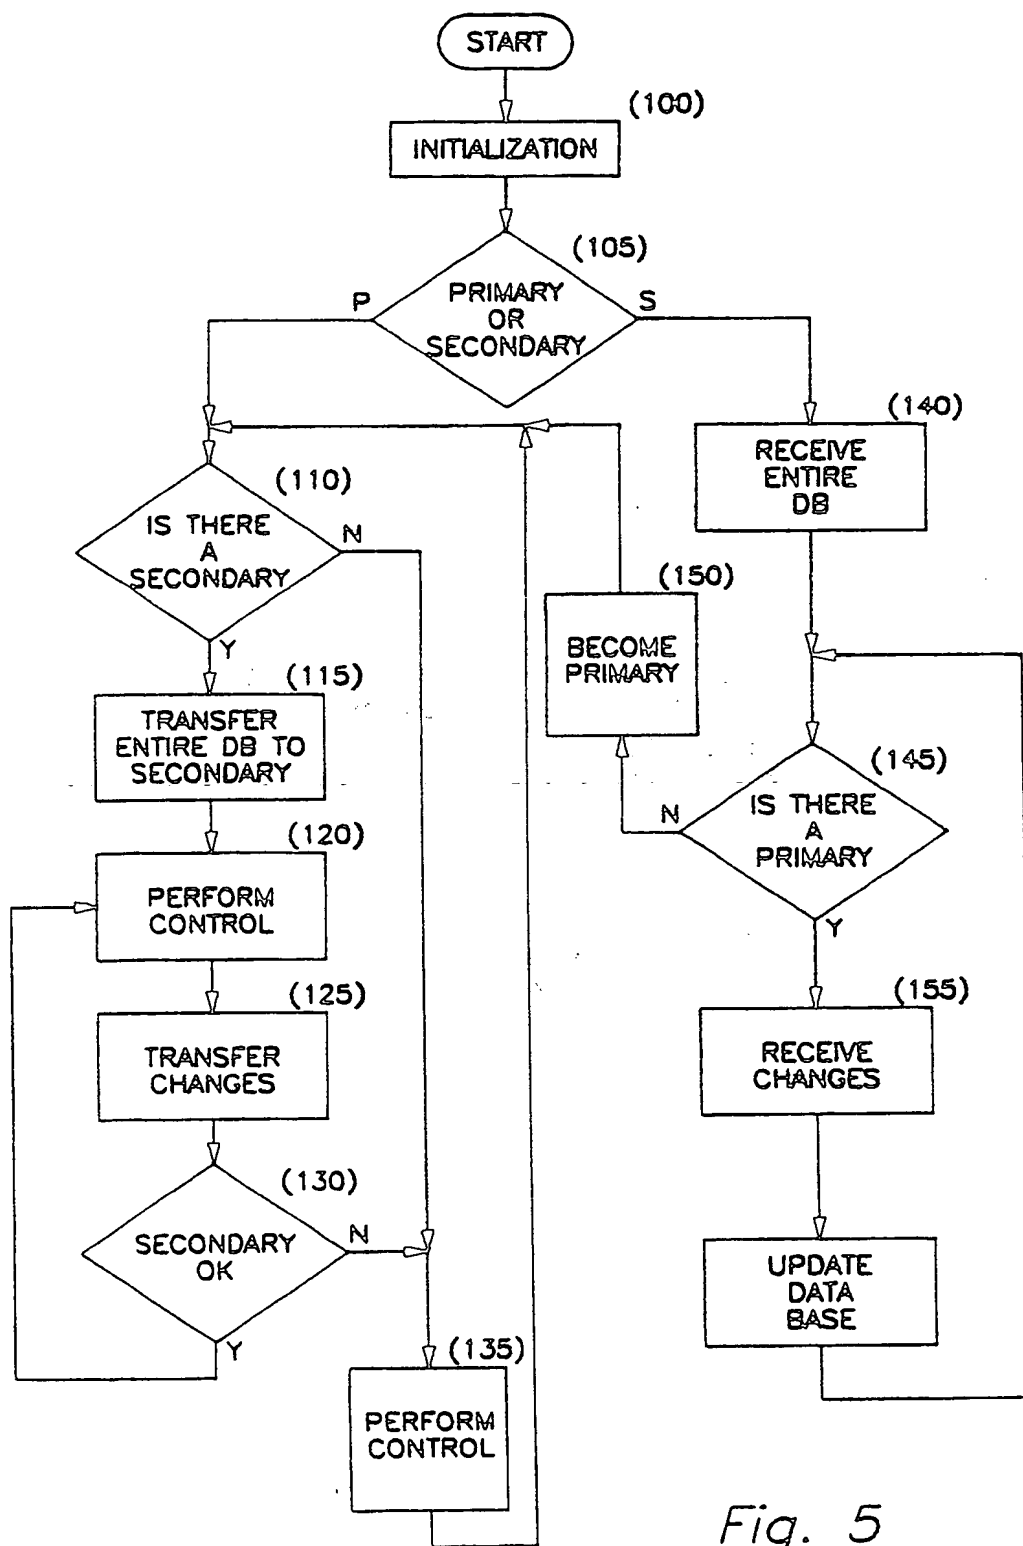 START
(100)
INITIALIZATION
(105)
P
PRIMARY
OR
SECONDARY
S
(110)
IS THERE
A
SECONDARY
N
Y
(115)
TRANSFER
ENTIRE DB TO
SECONDARY
(120)
PERFORM
CONTROL
(125)
TRANSFER
CHANGES
(130)
SECONDARY
OK
N
Y
(135)
PERFORM
CONTROL
(140)
RECEIVE
ENTIRE
DB
(150)
BECOME
PRIMARY
(145)
N
IS THERE
A
PRIMARY
Y
(155)
RECEIVE
CHANGES
UPDATE
DATA
BASE
Fig. 5